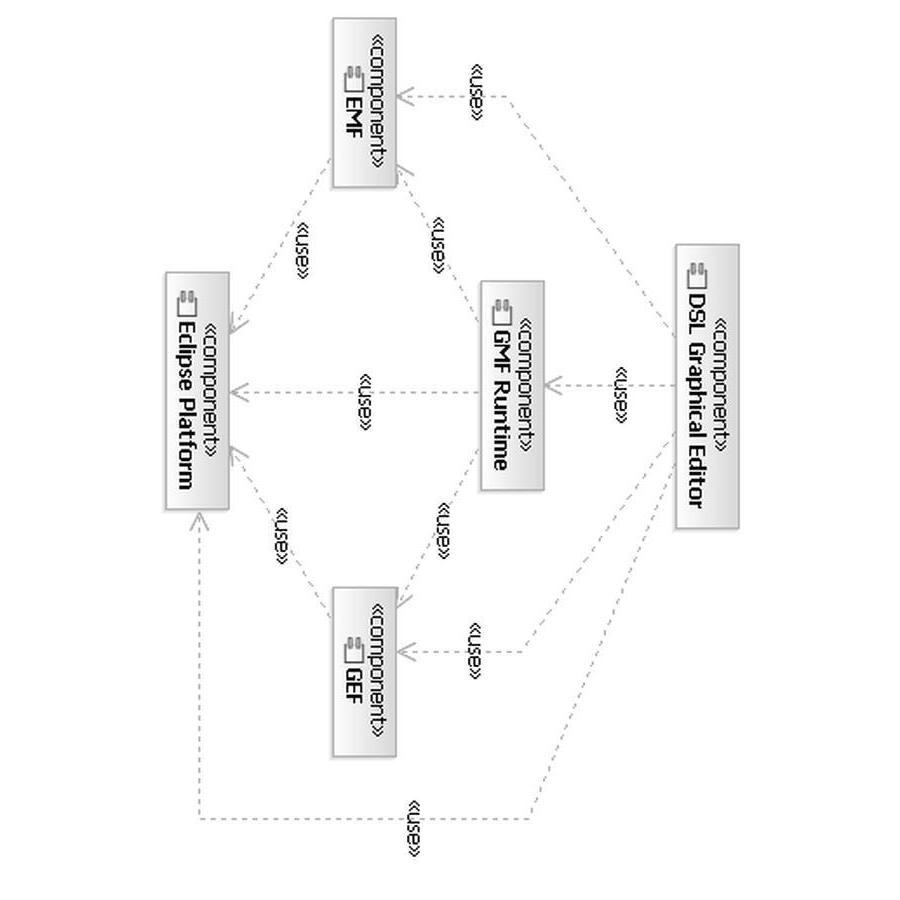 «component»
DSL Graphical Editor
«use»
«use»
«use»
«use»
«component»
GMF Runtime
«use»
«use»
«use»
«component»
EMF
«component»
GEF
«use»
«use»
«component»
Eclipse Platform